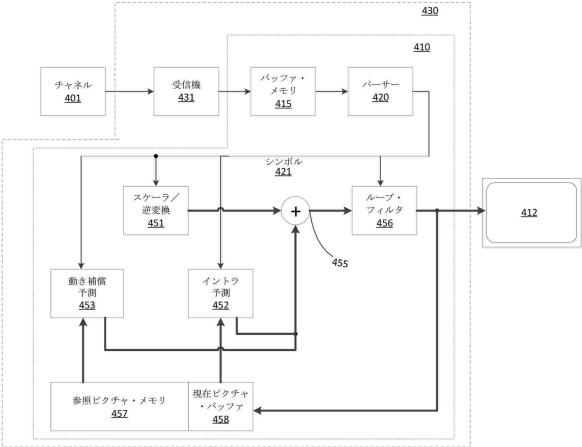 430
410
チャネル
401
受信機
431
バッファ・
メモリ
415
パーサー
420
シンボル
421
スケーラ／
逆変換
451
455
ループ・
フィルタ
456
412
動き補償
予測
453
イントラ
予測
452
参照ピクチャ・メモリ
457
現在ピクチャ
・バッファ
458